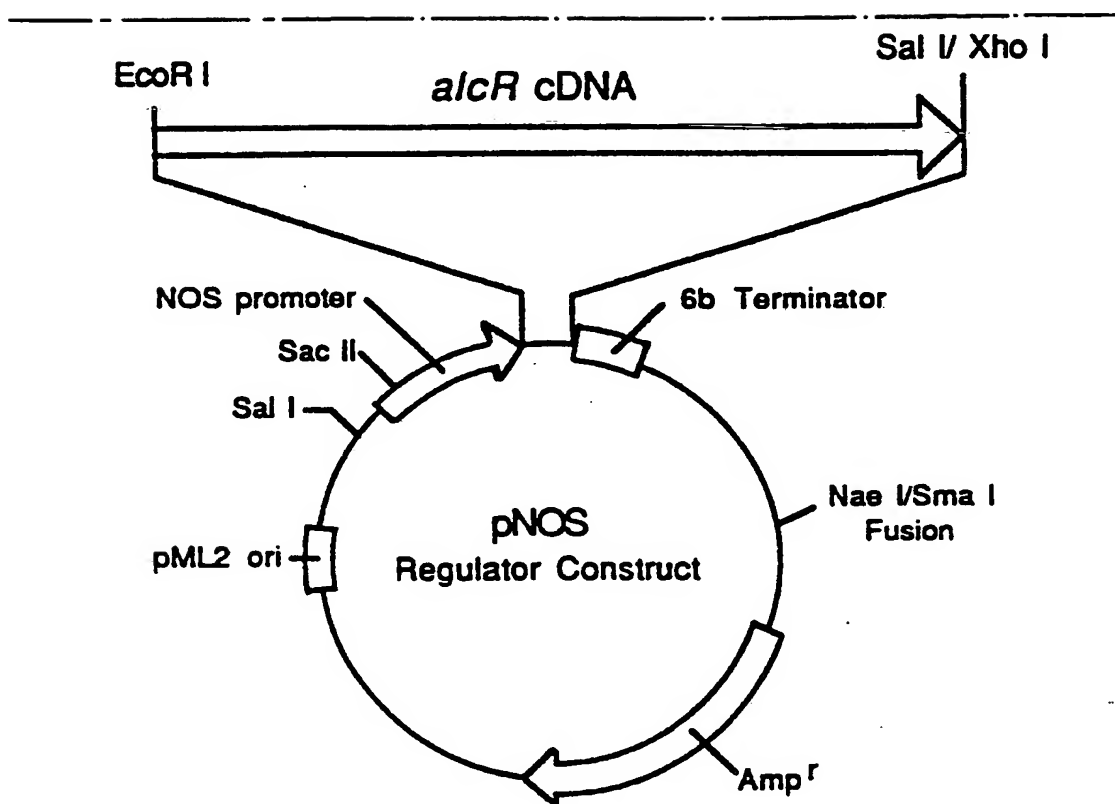 EcoR I
alcR cDNA
Sal I/ Xho I
NOS promoter
6b Terminator
Sac II
Sal I
Nae I/Sma I
Fusion
pNOS
Regulator Construct
pML2 ori
Amp r